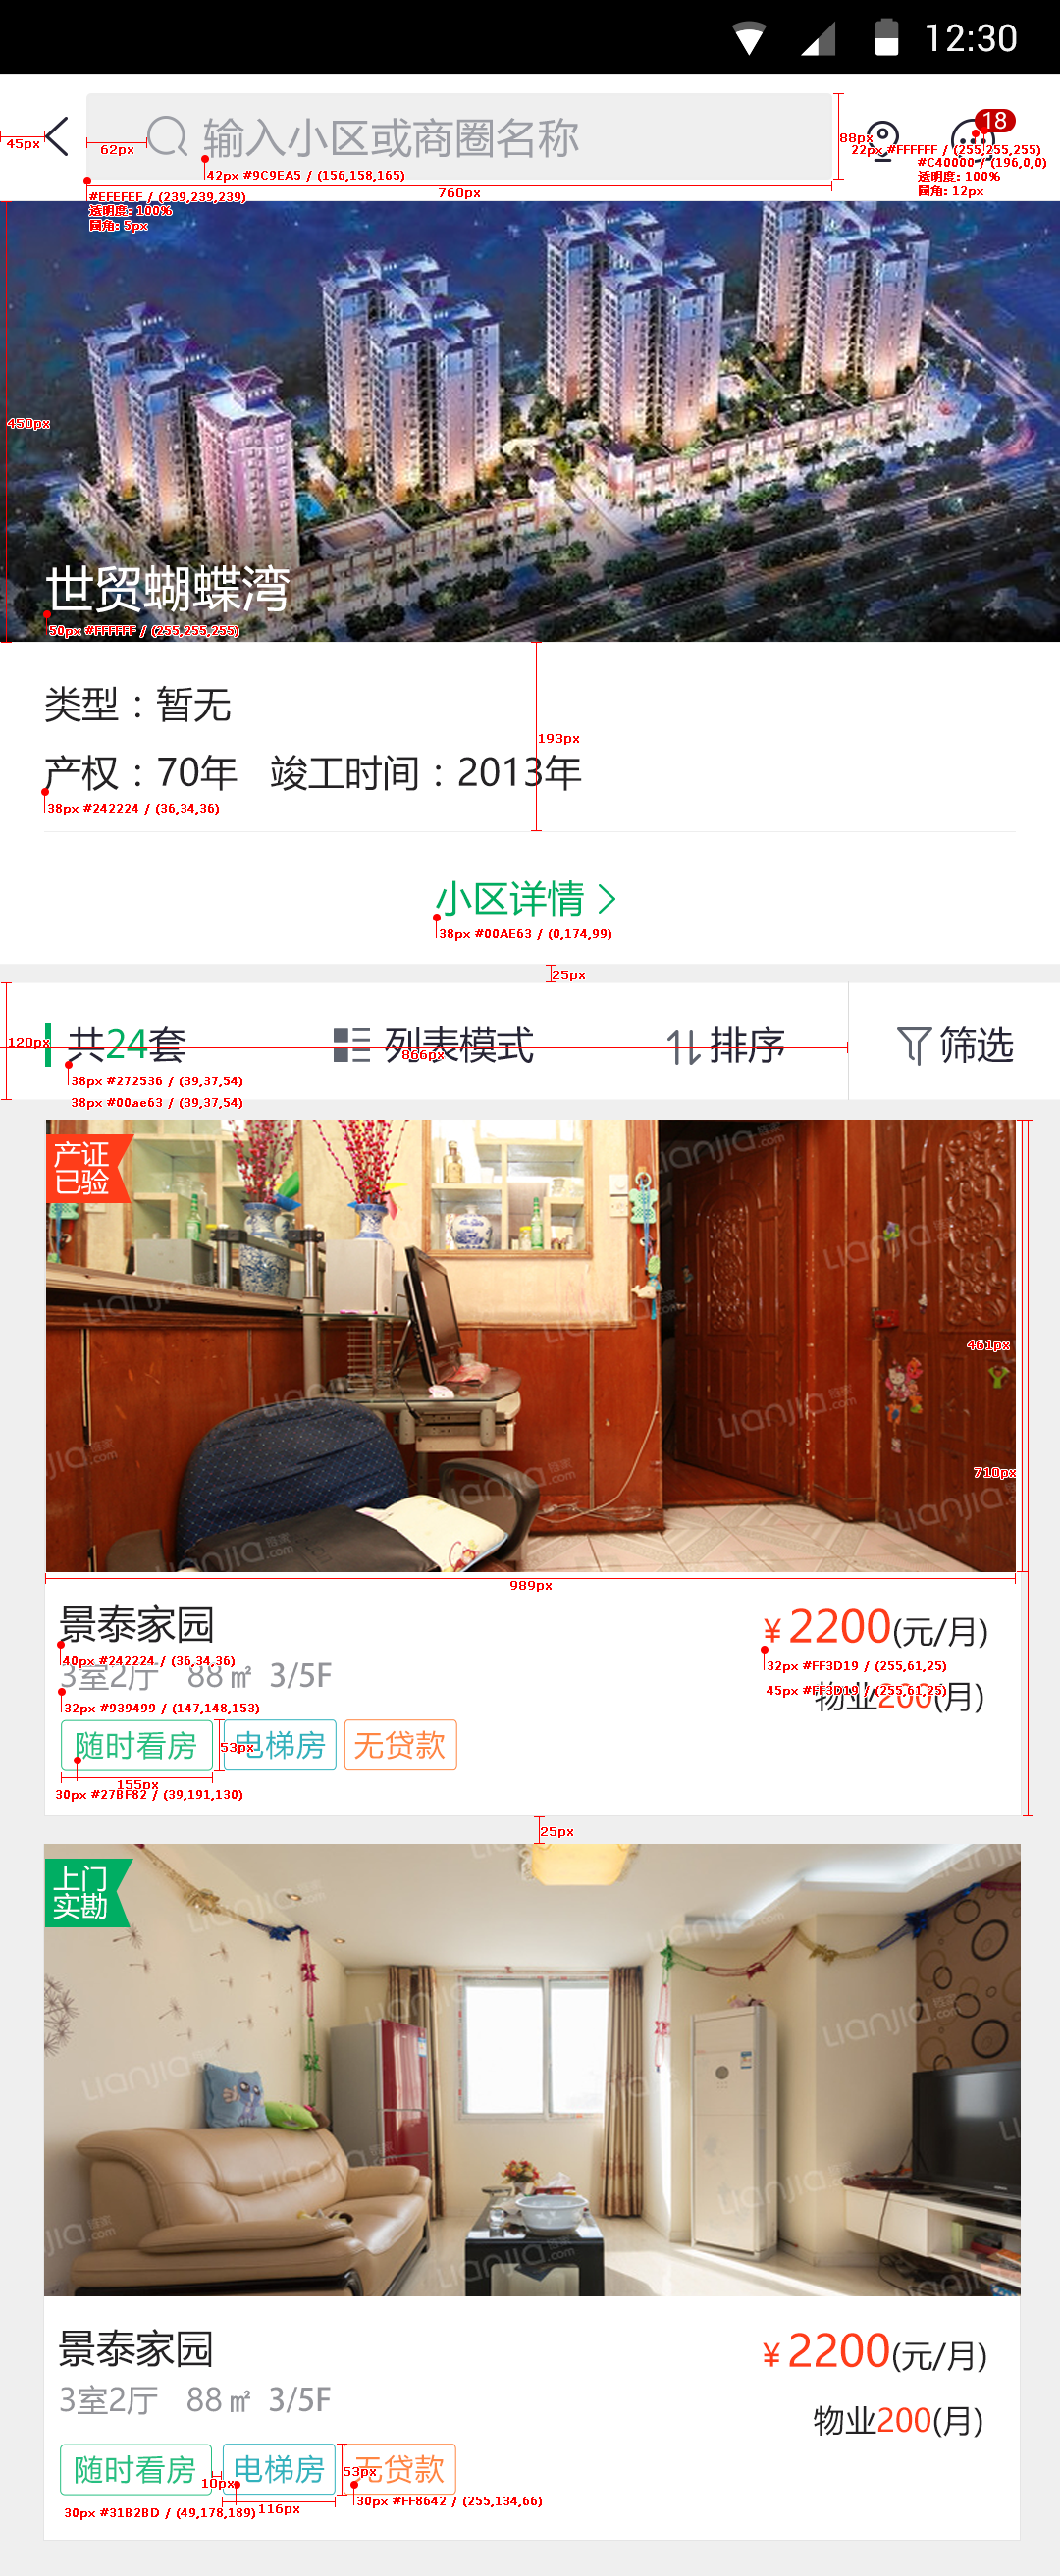 12:30
18
输入小区或商圈名称
45px
62px
88px
22px #FFFFFF / (255,255,255)
#C40000 / (196,0,0)
透明度: 100%
圆角: 12px
42px #9C9EA5 / (156,158,165)
760px
#EFEFEF / (239,239,239)
透明度: 100%
圆角: 5px
450px
世贸蝴蝶湾
50px #FFFFFF / (255,255,255)
类型：暂无
193px
产权：70年 竣工时间：2013年
38px #242224 / (36,34,36)
小区详情
38px #00AE63 / (0,174,99)
25px
120px
共24套 列表模式 排序 筛选
866px
38px #272536 / (39,37,54)
38px #00ae63 / (39,37,54)
产证
已验
Lianjia
链家.com
461px
710px
989px
景泰家园 ¥2200(元/月)
40px #242224 / (36,34,36)
32px #FF3D19 / (255,61,25)
3室2厅 88㎡ 3/5F
45px #FF3D19 / (255,61,25)
物业200(月)
32px #939499 / (147,148,153)
随时看房 电梯房 无贷款
53px
155px
30px #27BF82 / (39,191,130)
25px
上门
实勘
Lianjia
链家.com
景泰家园 ¥2200(元/月)
3室2厅 88㎡ 3/5F
物业200(月)
随时看房 电梯房 无贷款
53px
10px
116px
30px #FF8642 / (255,134,66)
30px #31B2BD / (49,178,189)